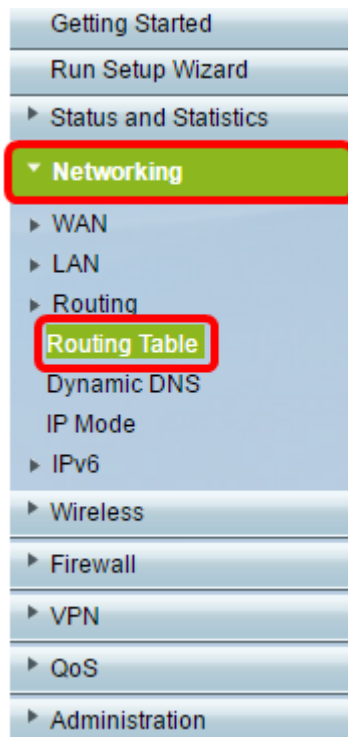 Getting Started
Run Setup Wizard
Status and Statistics
Networking
WAN
LAN
Routing
Routing Table
Dynamic DNS
IP Mode
IPv6
Wireless
Firewall
VPN
QoS
Administration